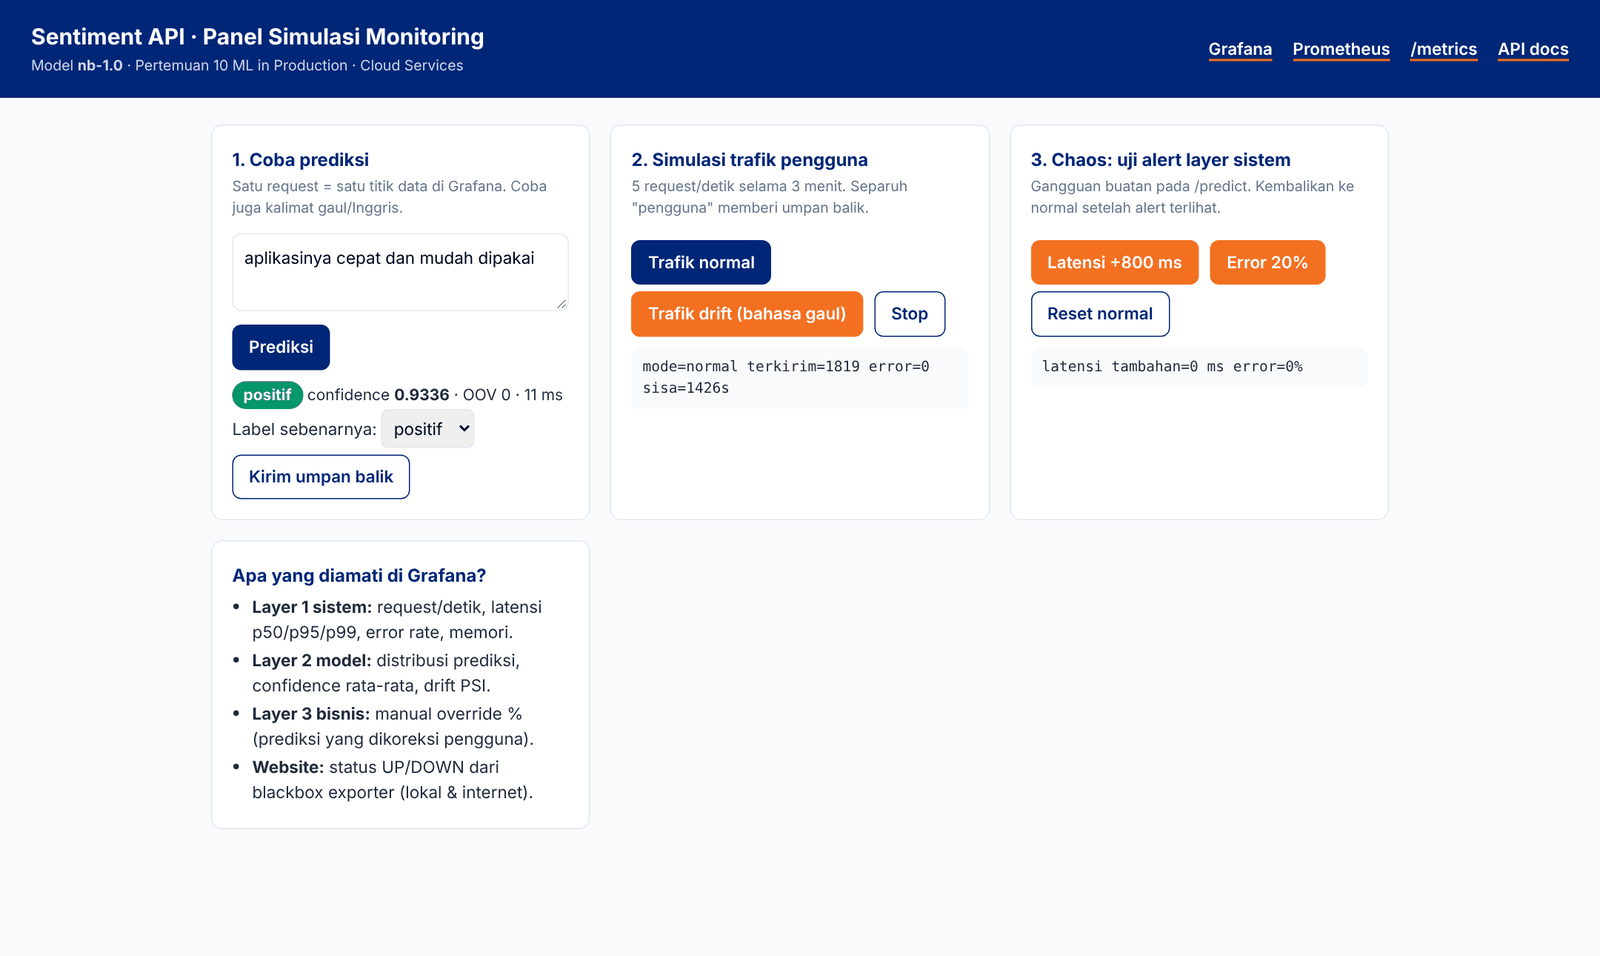 Sentiment API · Panel Simulasi Monitoring
Model nb-1.0 · Pertemuan 10 ML in Production · Cloud Services
Grafana Prometheus /metrics API docs
1. Coba prediksi
Satu request = satu titik data di Grafana. Coba
juga kalimat gaul/Inggris.
aplikasinya cepat dan mudah dipakai
Prediksi
positif confidence 0.9336 · OOV 0 · 11 ms
Label sebenarnya: positif
Kirim umpan balik
2. Simulasi trafik pengguna
5 request/detik selama 3 menit. Separuh
"pengguna" memberi umpan balik.
Trafik normal
Trafik drift (bahasa gaul) Stop
mode=normal terkirim=1819 error=0
sisa=1426s
3. Chaos: uji alert layer sistem
Gangguan buatan pada /predict. Kembalikan ke
normal setelah alert terlihat.
Latensi +800 ms Error 20%
Reset normal
latensi tambahan=0 ms error=0%
Apa yang diamati di Grafana?
• Layer 1 sistem: request/detik, latensi
p50/p95/p99, error rate, memori.
• Layer 2 model: distribusi prediksi,
confidence rata-rata, drift PSI.
• Layer 3 bisnis: manual override %
(prediksi yang dikoreksi pengguna).
• Website: status UP/DOWN dari
blackbox exporter (lokal & internet).